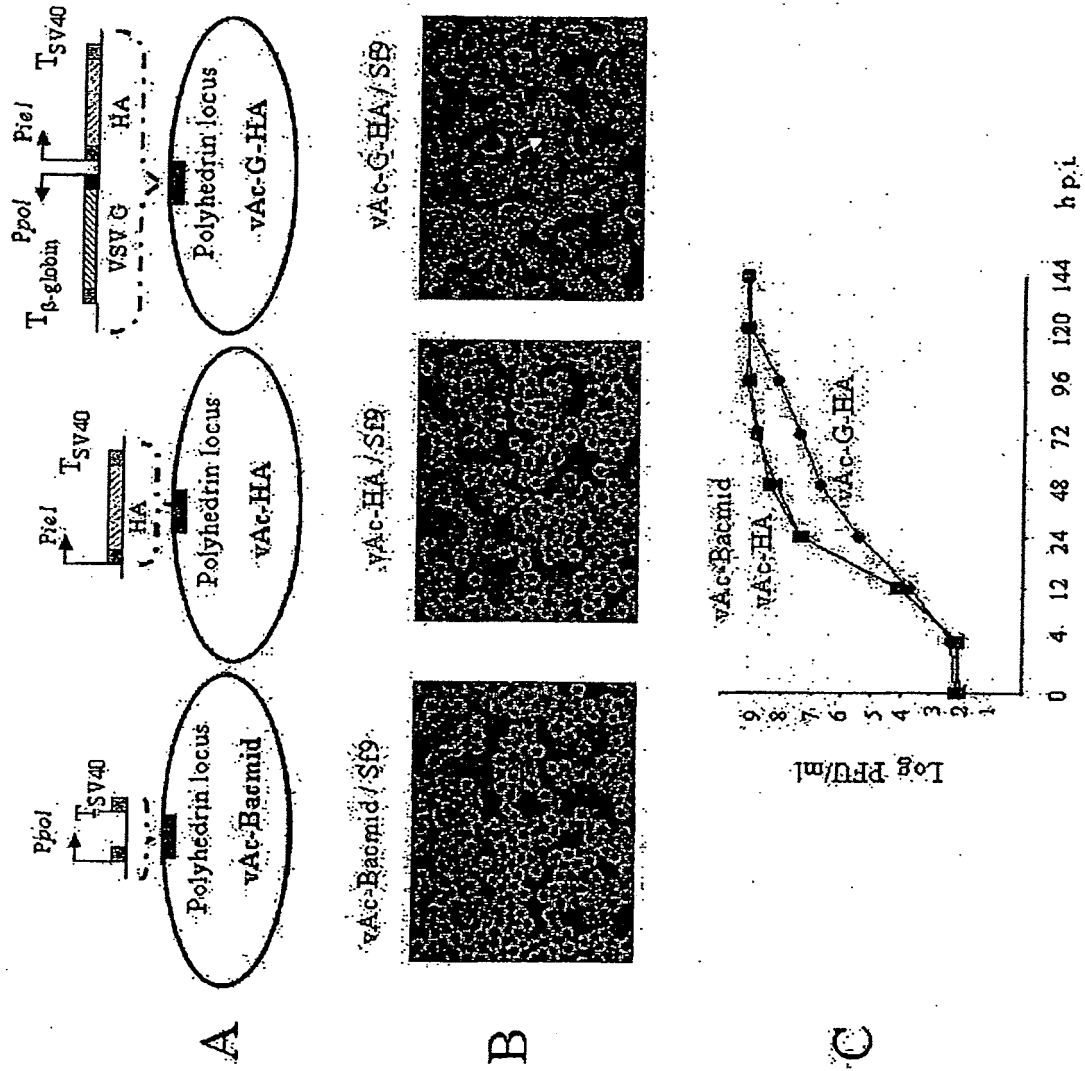 A
Ppol
TSV40
Polyhedrin locus
vAc-Bacmid
PieI
TSV40
HA
Polyhedrin locus
vAc-HA
Tβ-globin
Ppol
PieI
TSV40
VSV G
HA
Polyhedrin locus
vAc-G-HA
B
vAc-Bacmid / Sf9
vAc-HA / Sf9
vAc-G-HA / Sf9
C
Log PFU/ml
9
8
7
6
5
4
3
2
1
vAc-Bacmid
vAc-HA
vAc-G-HA
0 4 12 24 48 72 96 120 144
h p.i.